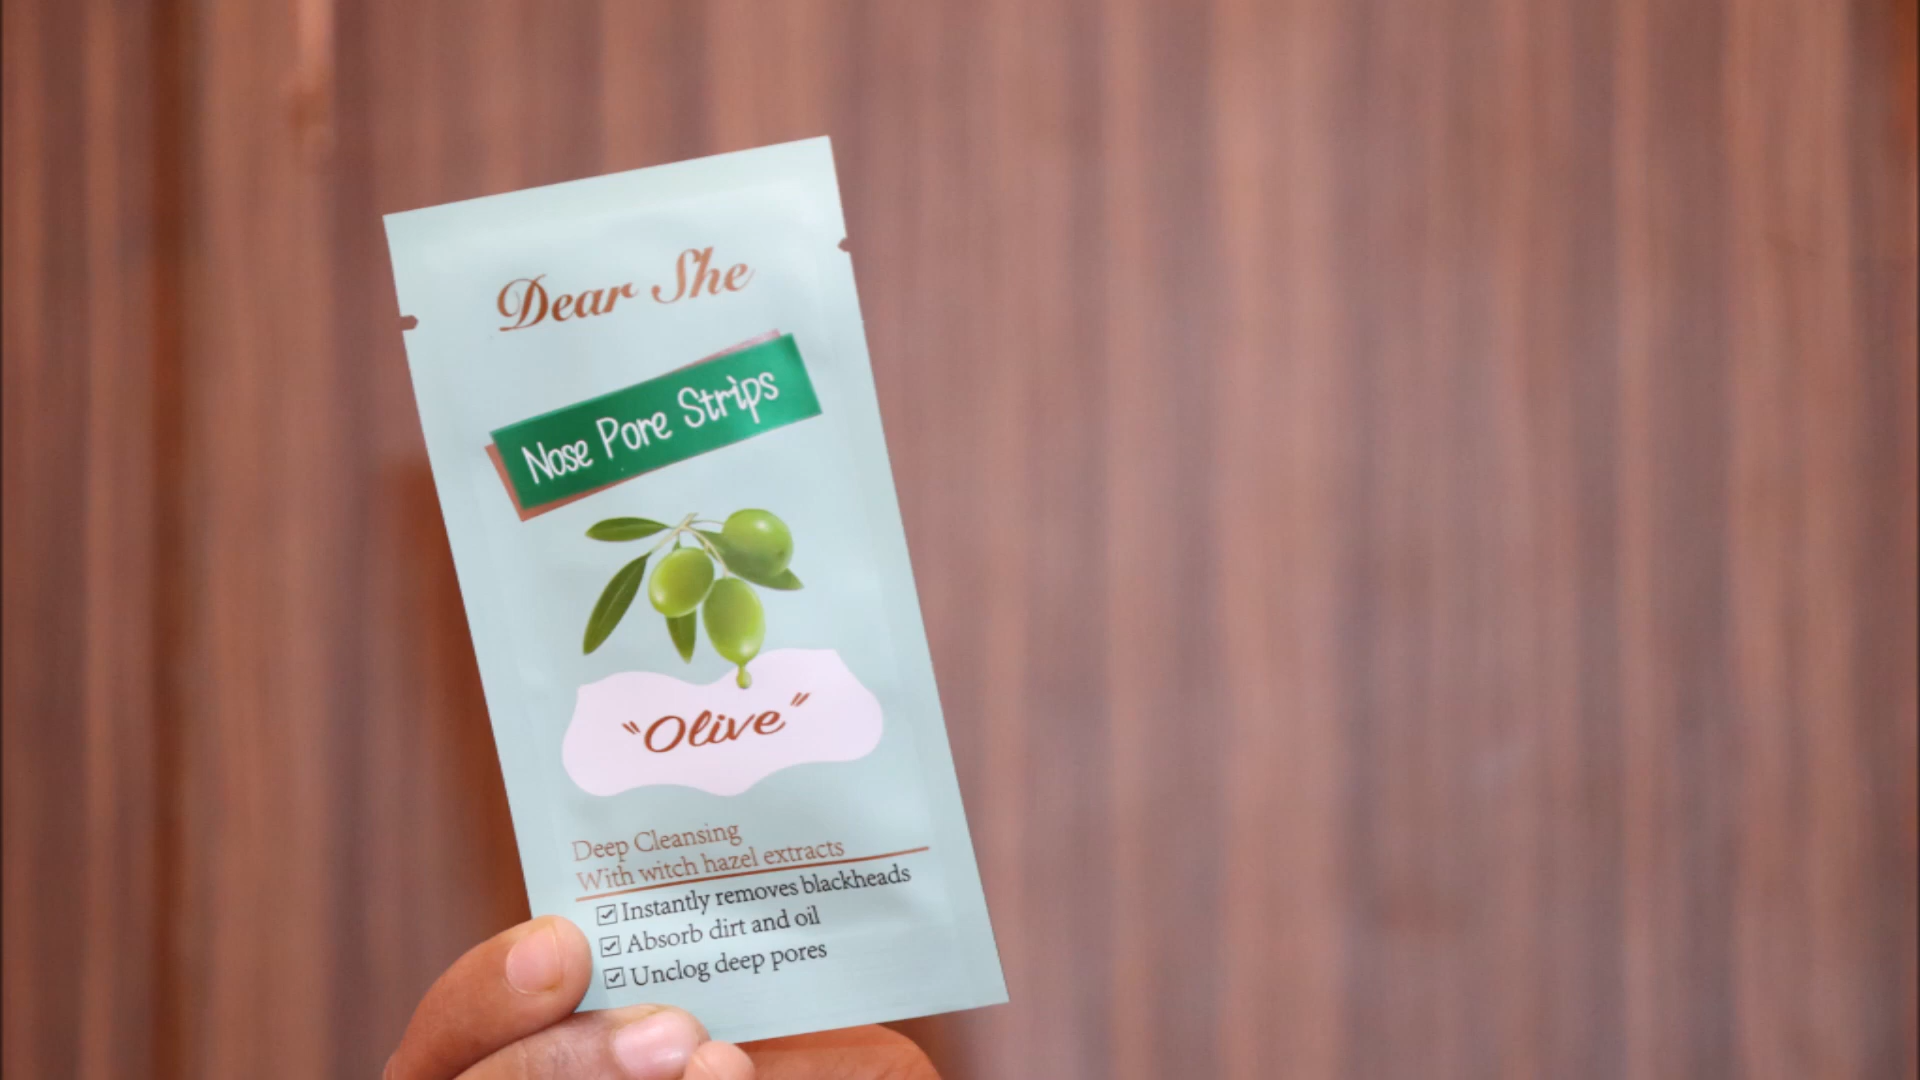 Dear She
Nose Pore Strips
"Olive"
Deep Cleansing
With witch hazel extracts
☑ Instantly removes blackheads
☑ Absorb dirt and oil
☑ Unclog deep pores